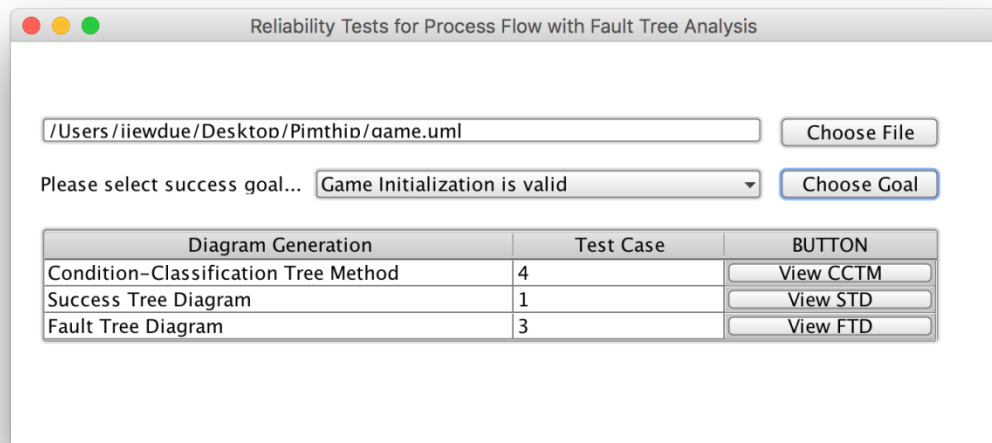 Reliability Tests for Process Flow with Fault Tree Analysis
/Users/jiewdue/Desktop/Pimthip/game.uml Choose File
Please select success goal... Game Initialization is valid Choose Goal
Diagram Generation Test Case BUTTON
Condition-Classification Tree Method 4 View CCTM
Success Tree Diagram 1 View STD
Fault Tree Diagram 3 View FTD